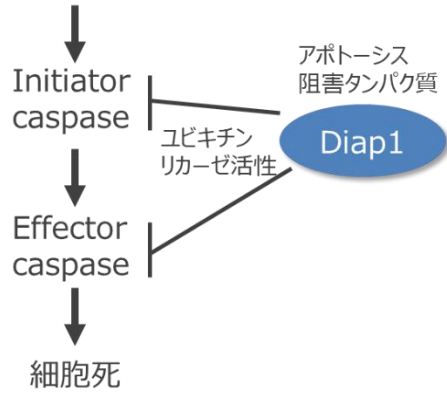 Initiator
caspase
アポトーシス
阻害タンパク質
Diap1
ユビキチン
リカーゼ活性
Effector
caspase
細胞死